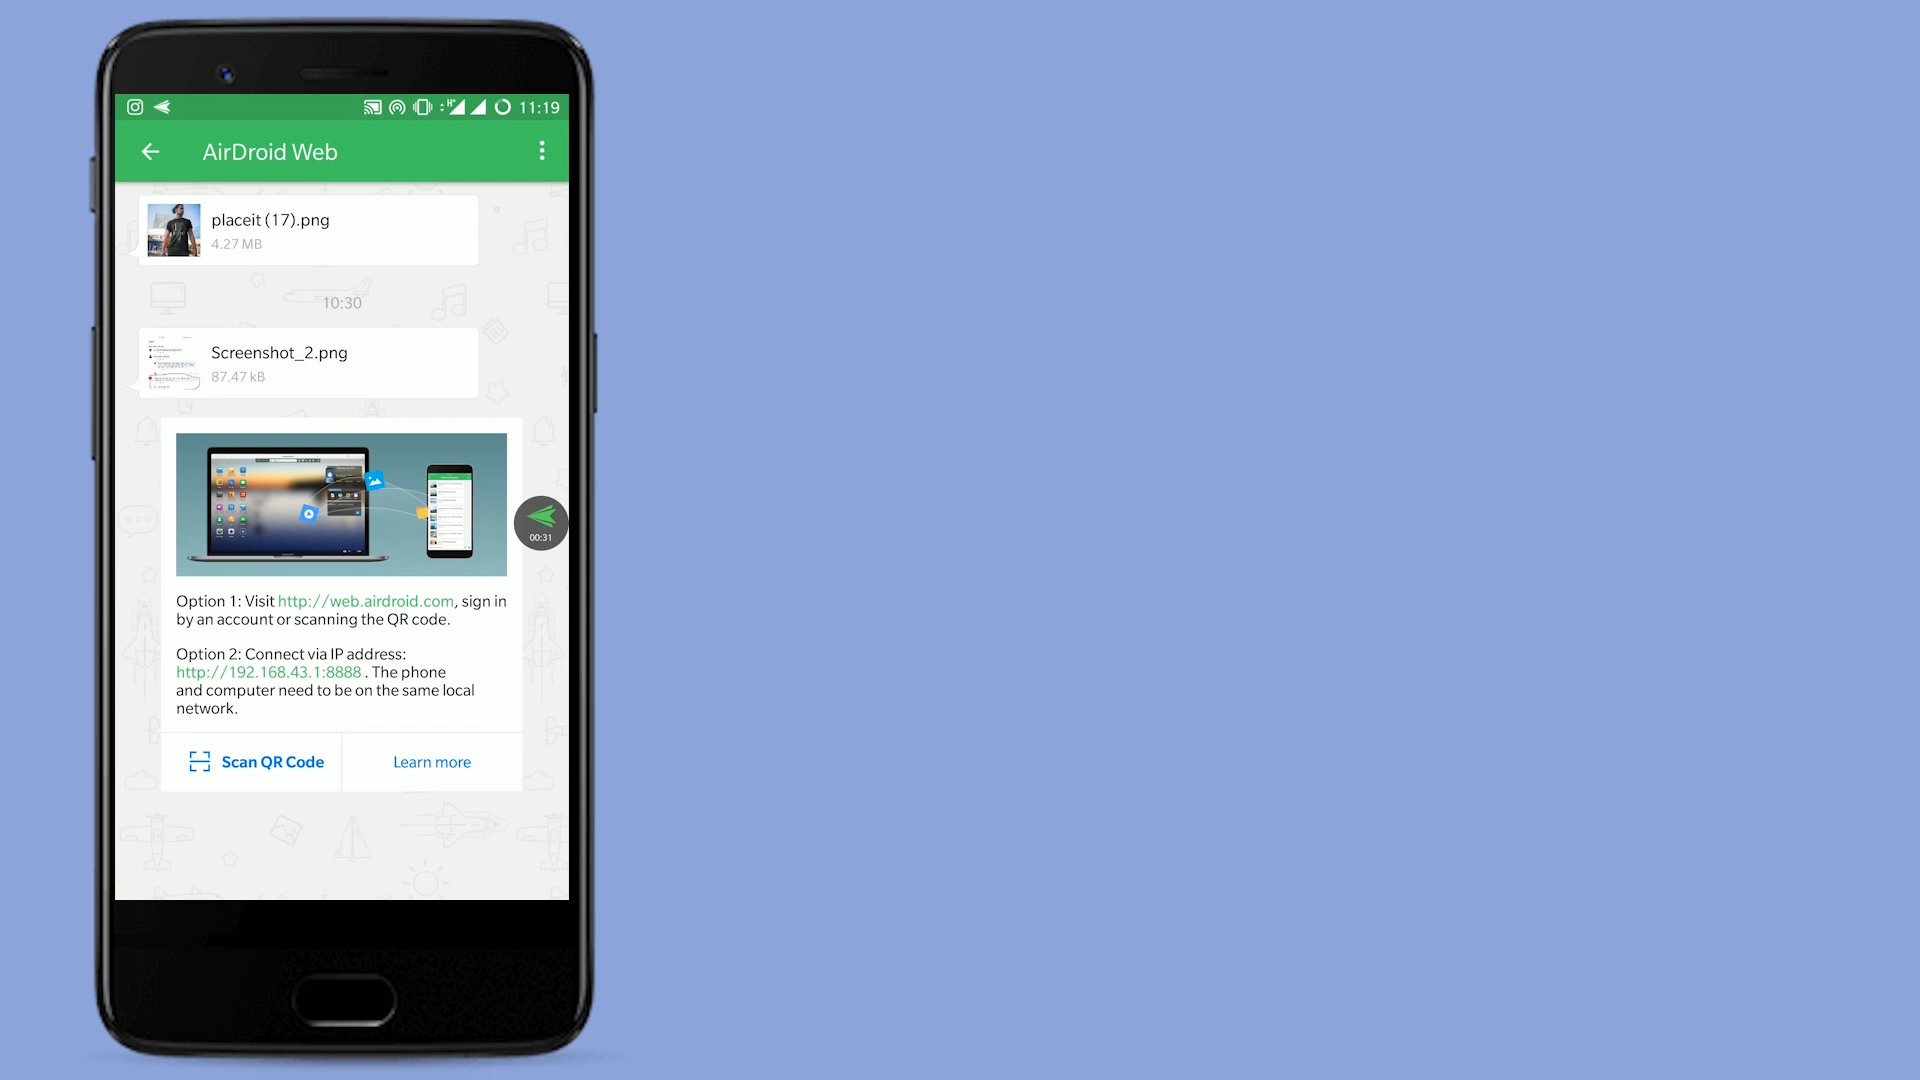 11:19
AirDroid Web
placeit (17).png
4.27 MB
10:30
Screenshot_2.png
87.47 kB
00:31
Option 1: Visit http://web.airdroid.com, sign in
by an account or scanning the QR code.
Option 2: Connect via IP address:
http://192.168.43.1:8888 . The phone
and computer need to be on the same local
network.
Scan QR Code
Learn more